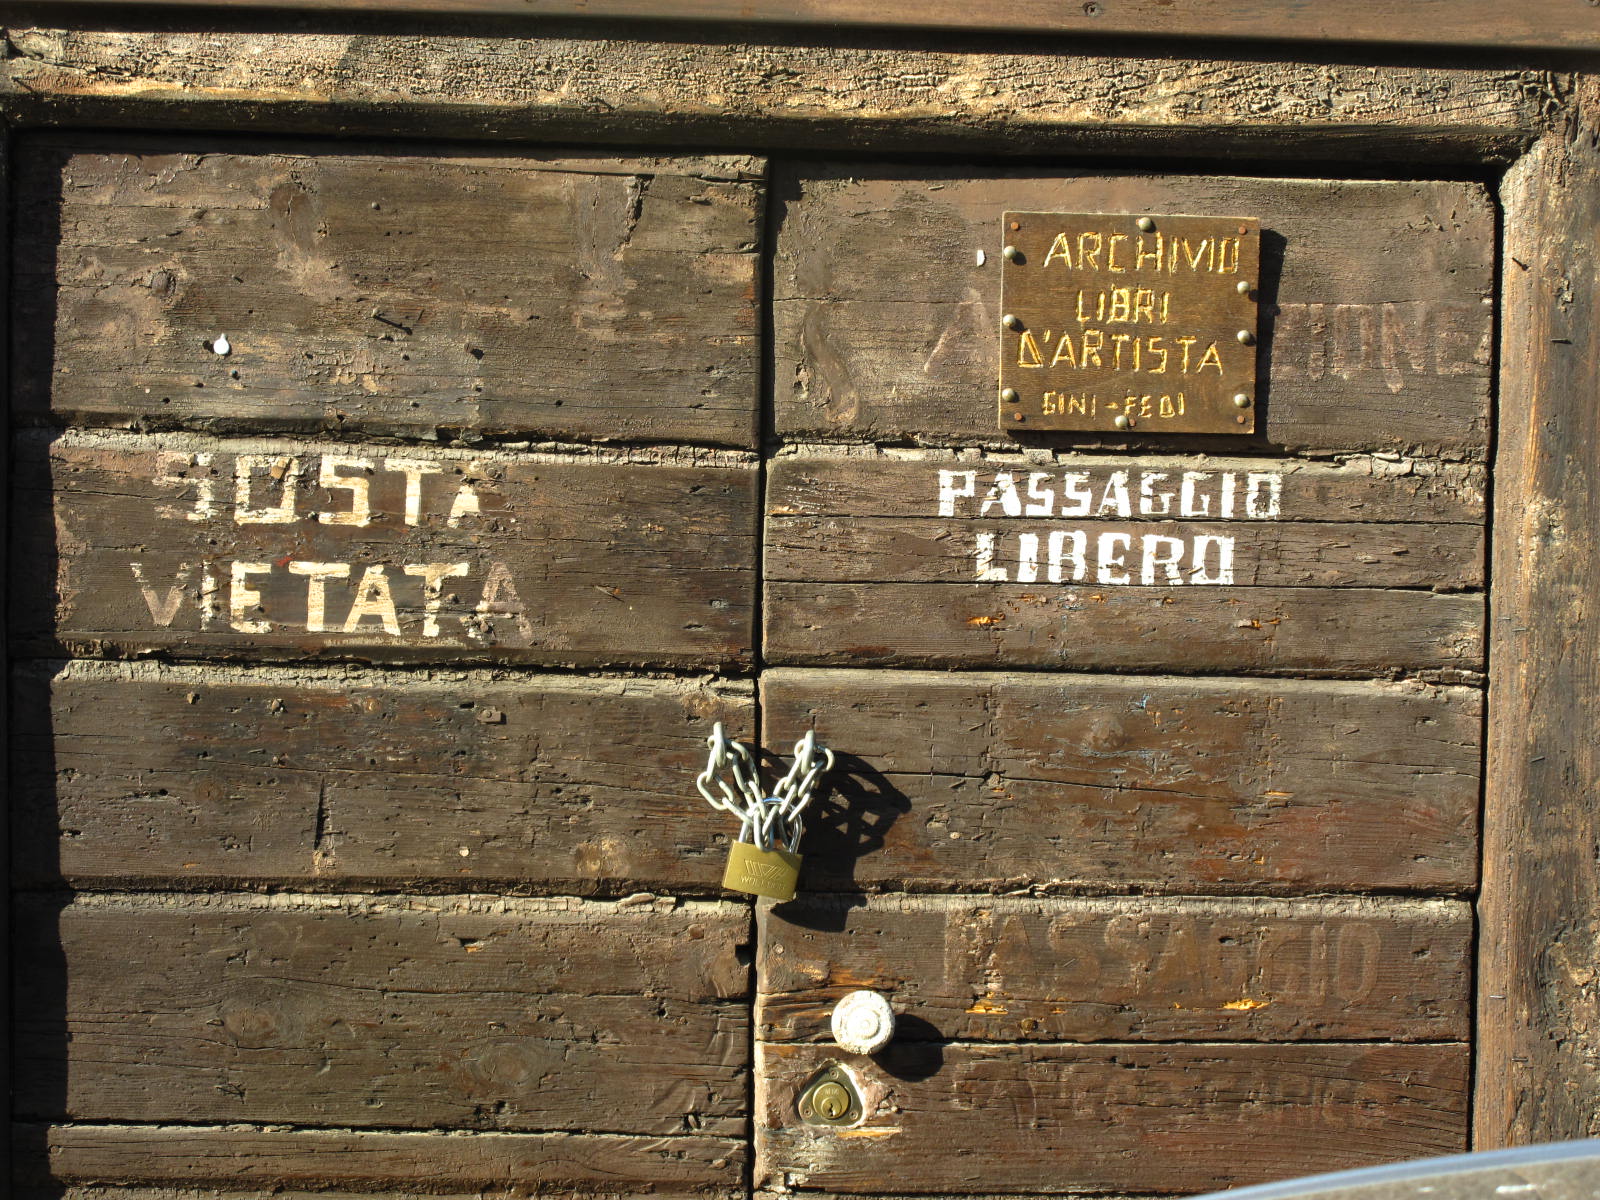 ARCHIVIO
LIBRI
D'ARTISTA
GINI-FEDI
SOSTA
VIETATA
PASSAGGIO
LIBERO
PASSAGGIO